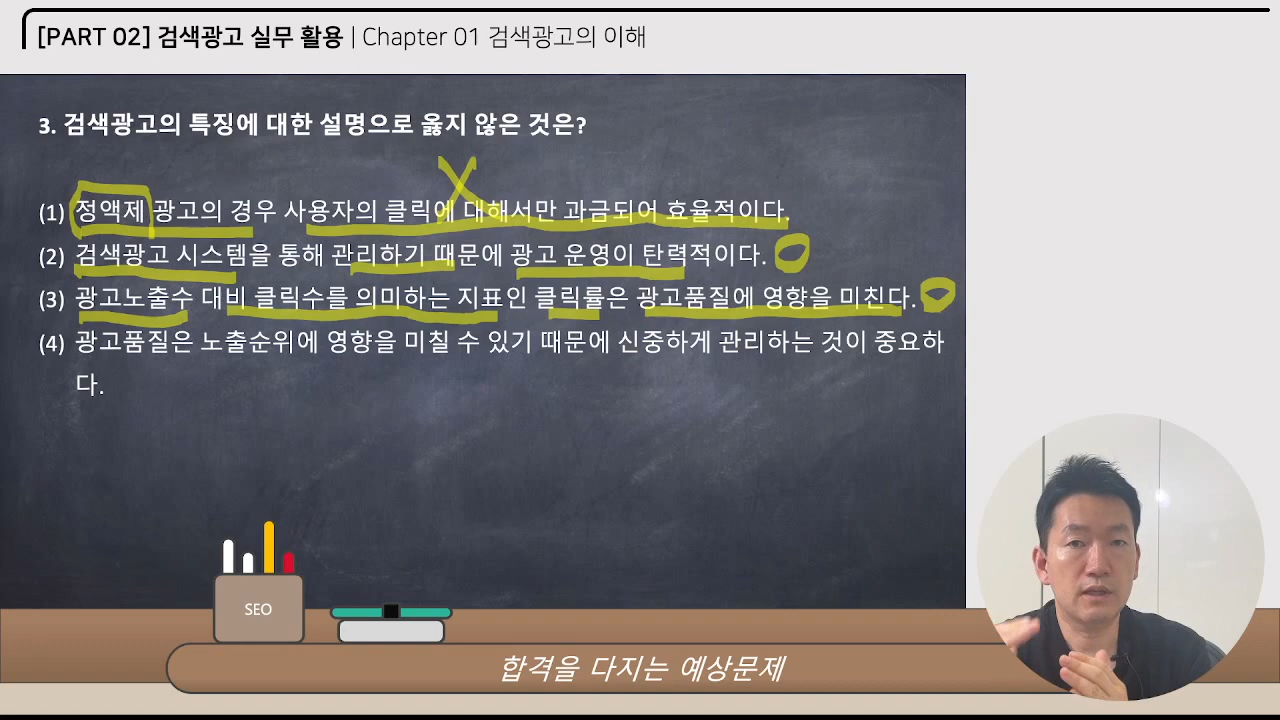 [PART 02] 검색광고 실무 활용 | Chapter 01 검색광고의 이해
3. 검색광고의 특징에 대한 설명으로 옳지 않은 것은?
(1) 정액제 광고의 경우 사용자의 클릭에 대해서만 과금되어 효율적이다.
(2) 검색광고 시스템을 통해 관리하기 때문에 광고 운영이 탄력적이다.
(3) 광고노출수 대비 클릭수를 의미하는 지표인 클릭률은 광고품질에 영향을 미친다.
(4) 광고품질은 노출순위에 영향을 미칠 수 있기 때문에 신중하게 관리하는 것이 중요하
다.
SEO
합격을 다지는 예상문제